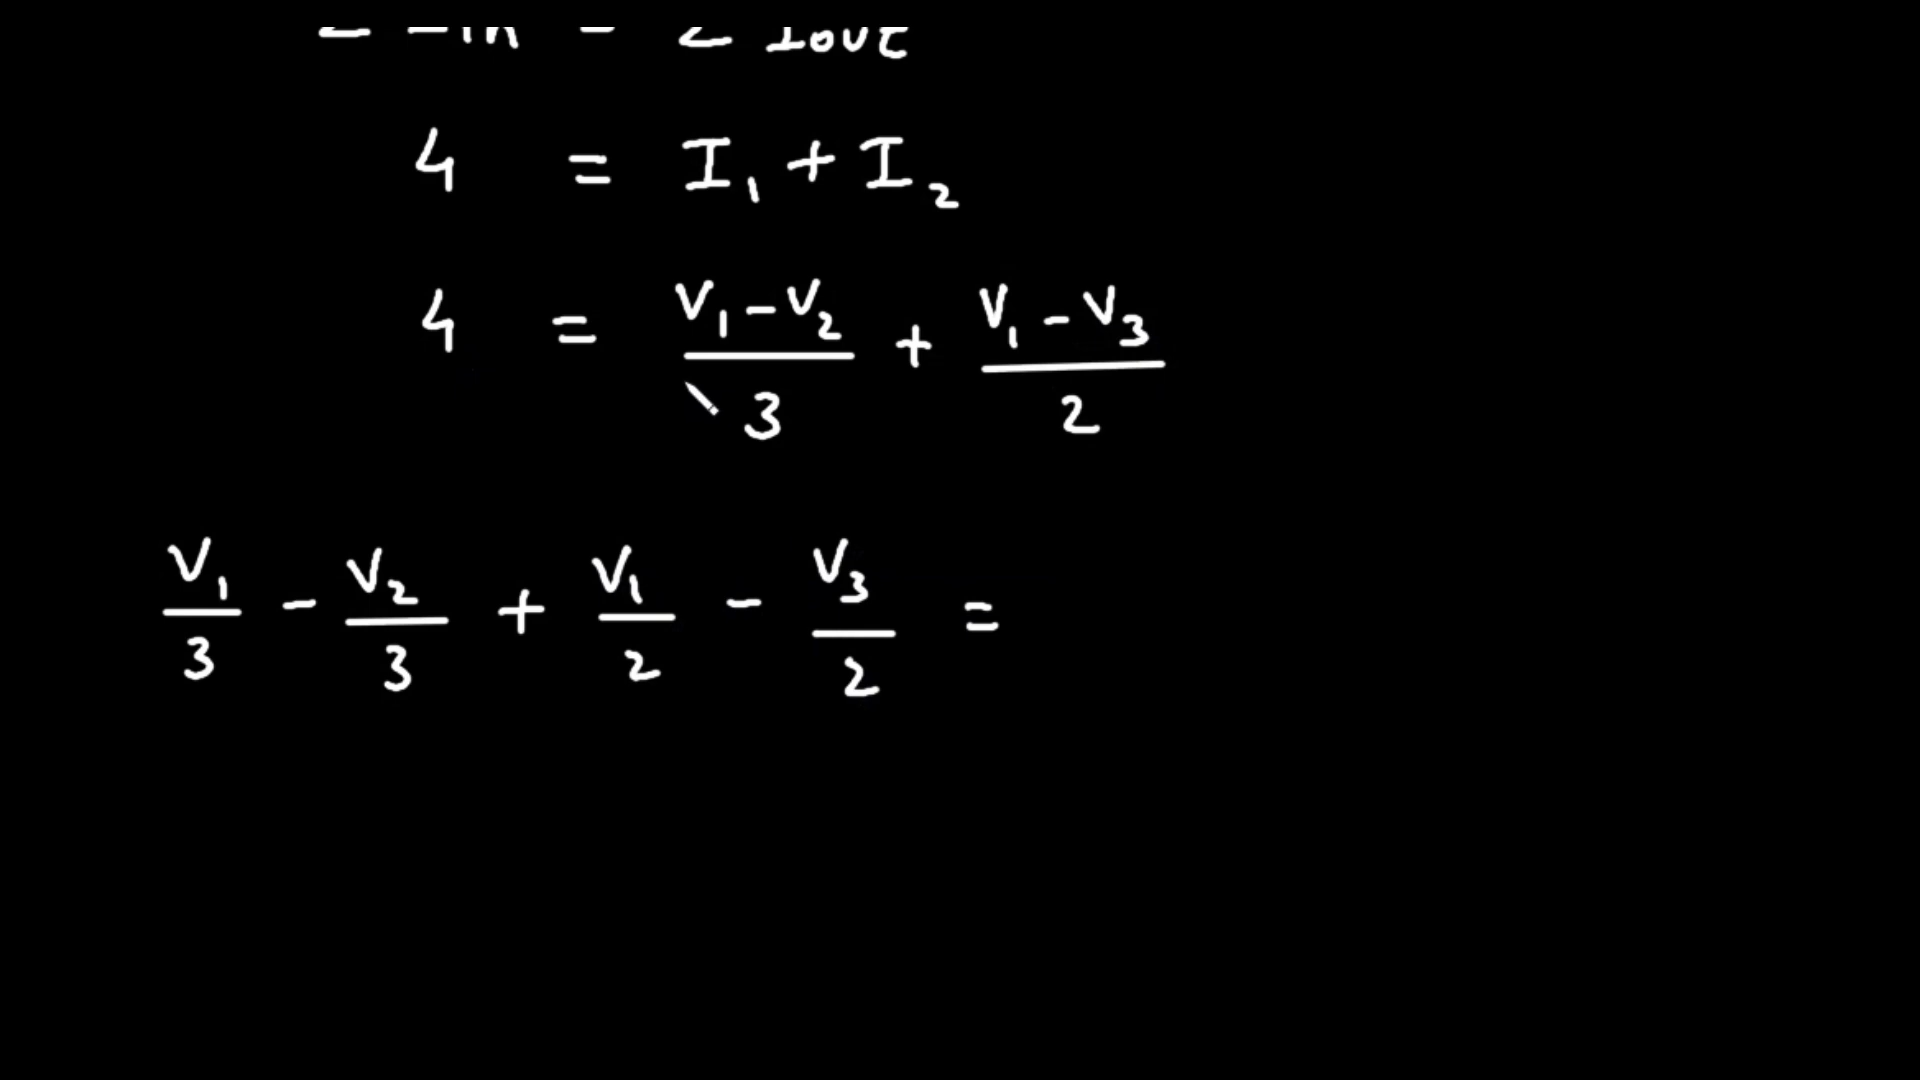 4 = I₁ + I₂
4 = (V₁ - V₂)/3 + (V₁ - V₃)/2
V₁/3 - V₂/3 + V₁/2 - V₃/2 =